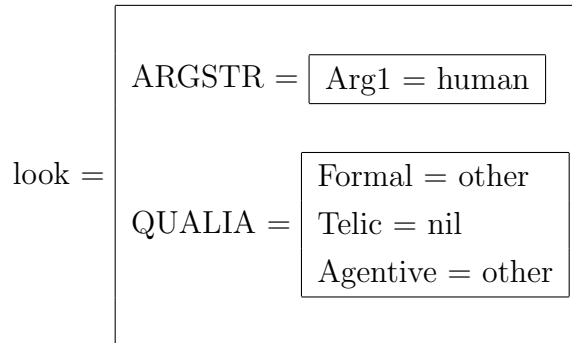 ARGSTR = Arg1 = human
look =
Formal = other
QUALIA = Telic = nil
Agentive = other